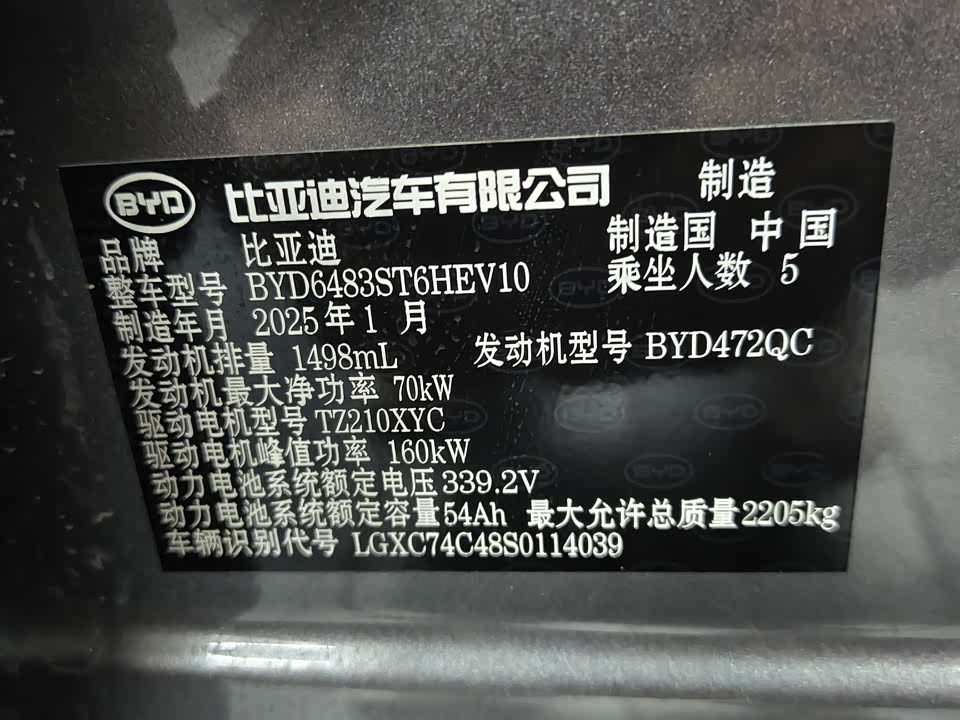 BYD 比亚迪汽车有限公司 制造
品牌 比亚迪 制造国 中国
整车型号 BYD6483ST6HEV10 乘坐人数 5
制造年月 2025年1月
发动机排量 1498mL 发动机型号 BYD472QC
发动机最大净功率 70kW
驱动电机型号 TZ210XYC
驱动电机峰值功率 160kW
动力电池系统额定电压 339.2V
动力电池系统额定容量 54Ah 最大允许总质量 2205kg
车辆识别代号 LGXC74C48S0114039